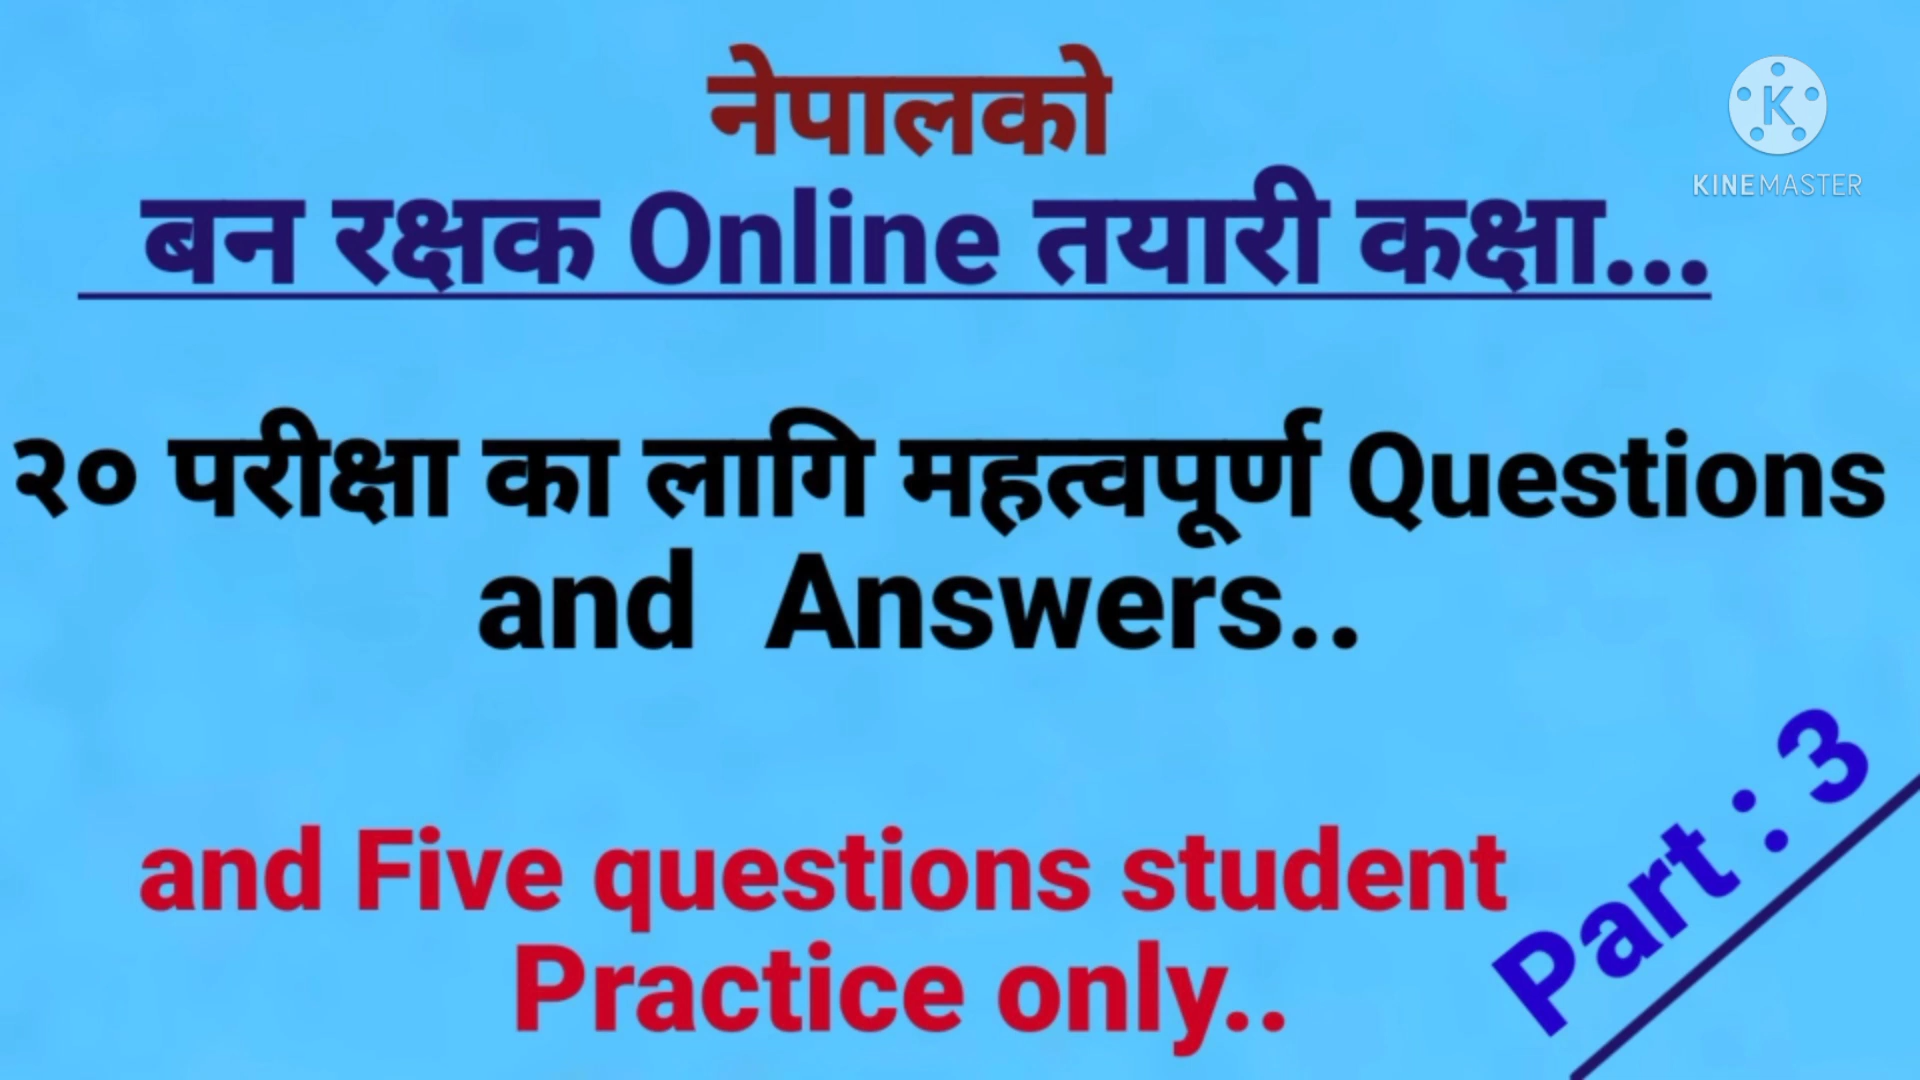 नेपालको
बन रक्षक Online तयारी कक्षा...
२० परीक्षा का लागि महत्वपूर्ण Questions
and Answers..
and Five questions student
Practice only..
Part : 3
K
KINEMASTER